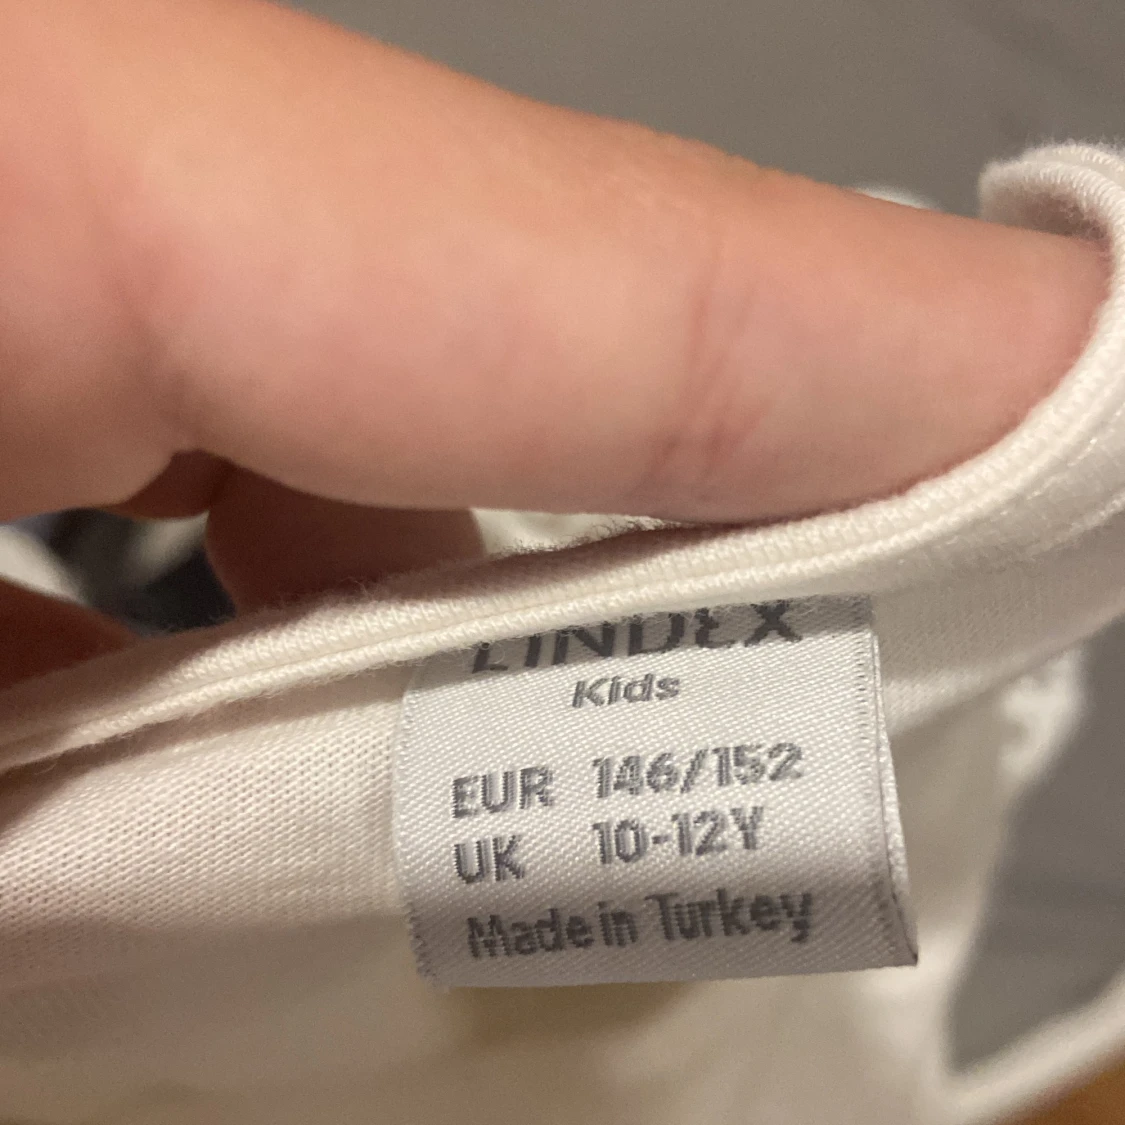 LINDEX
Kids
EUR 146/152
UK 10-12Y
Made in Turkey